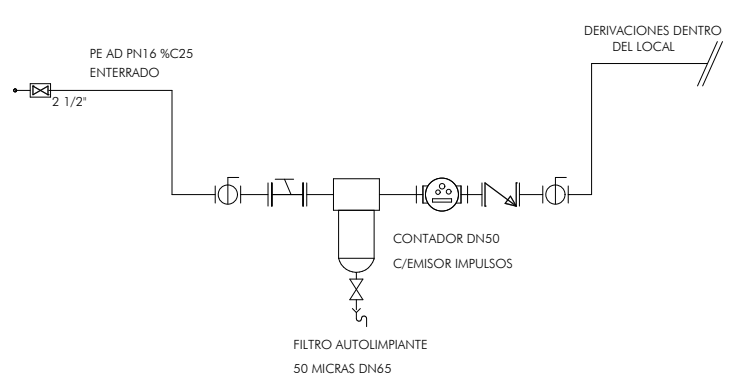 DERIVACIONES DENTRO
DEL LOCAL
PE AD PN16 %C25
ENTERRADO
2 1/2"
CONTADOR DN50
C/EMISOR IMPULSOS
FILTRO AUTOLIMPIANTE
50 MICRAS DN65